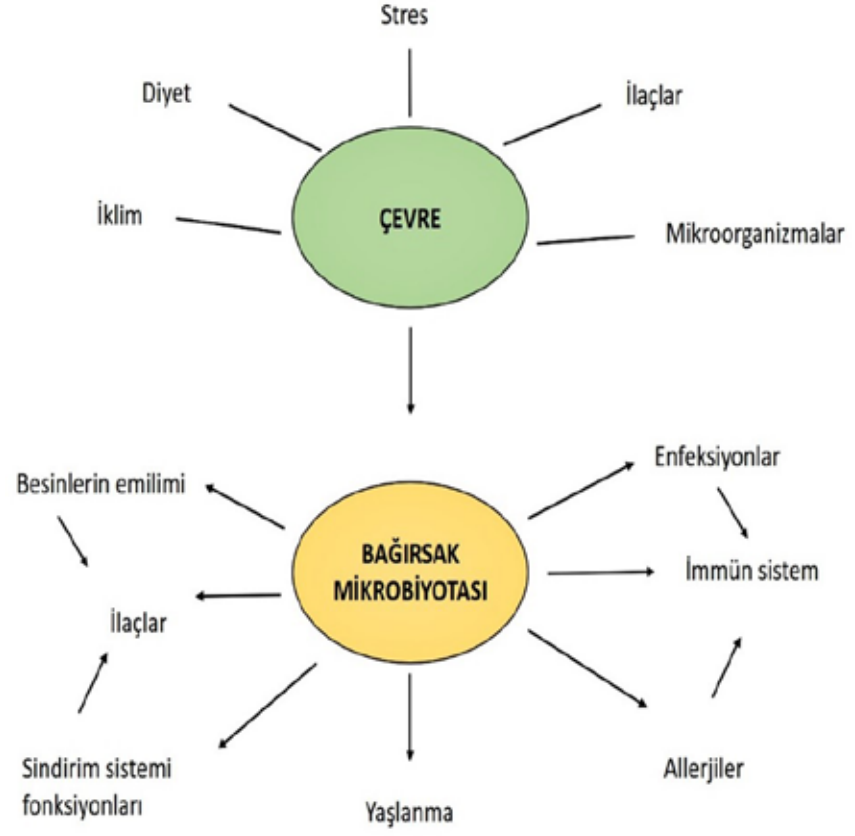 Stres
Diyet
İlaçlar
İklim
ÇEVRE
Mikroorganizmalar
Besinlerin emilimi
Enfeksiyonlar
BAĞIRSAK
MİKROBİYOTASI
İmmün sistem
İlaçlar
Sindirim sistemi
fonksiyonları
Allerjiler
Yaşlanma